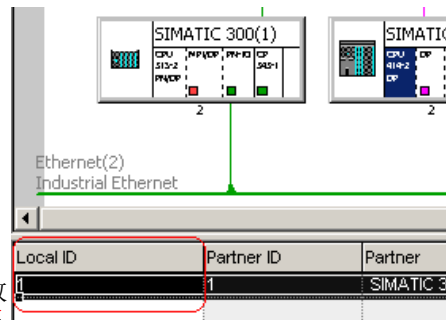 SIMATIC 300(1)
SIMATIC
CPU
315-2
PN/DP
MPI/DP
PN-IO
CP
343-1
CPU
414-2
DP
DP
2
2
Ethernet(2)
Industrial Ethernet
Local ID
Partner ID
Partner
1
1
SIMATIC 3